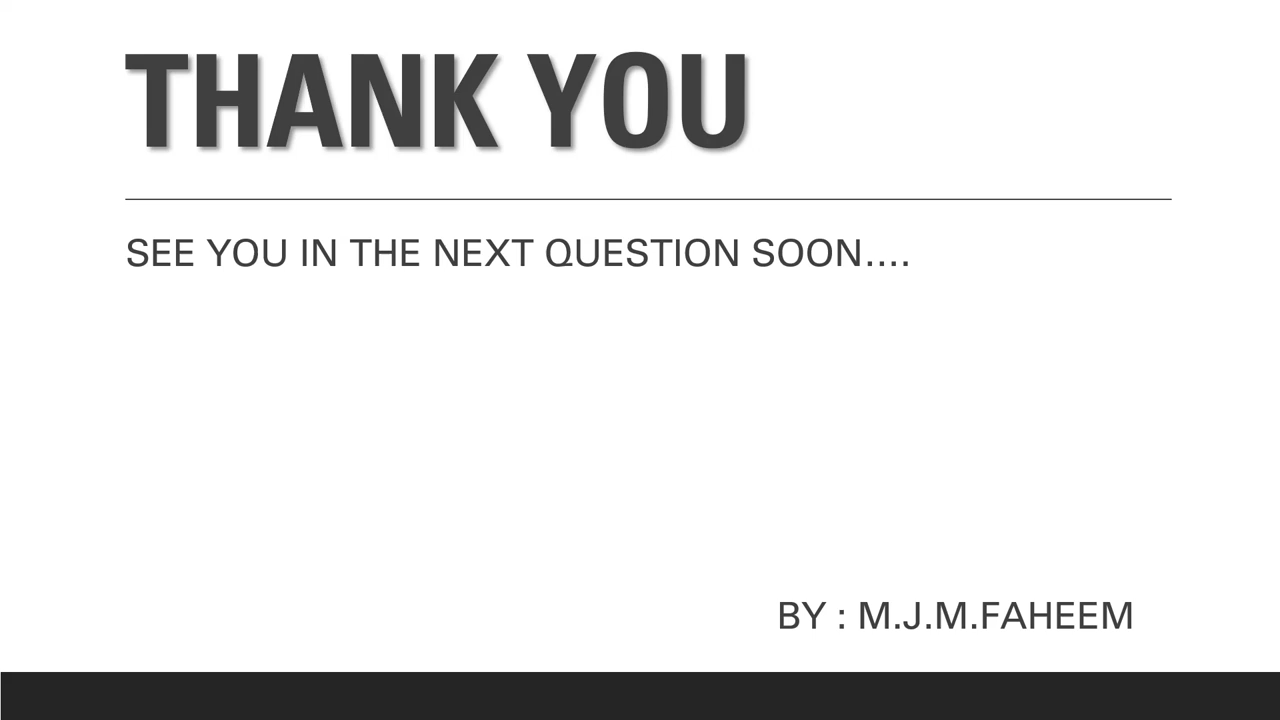 THANK YOU
SEE YOU IN THE NEXT QUESTION SOON....
BY : M.J.M.FAHEEM